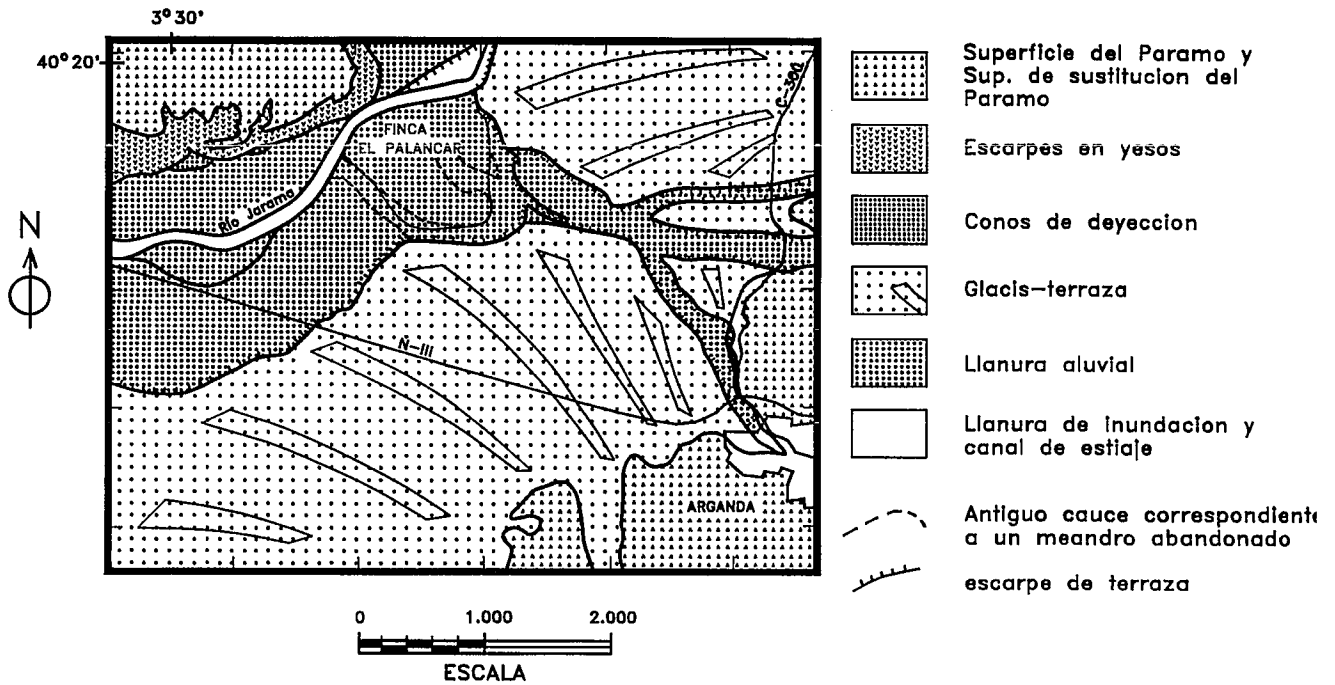 3°30'
40°20'
C-300
FINCA
EL PALANCAR
Río Jarama
N
N-III
ARGANDA
0 1.000 2.000
ESCALA
Superficie del Paramo y
Sup. de sustitucion del
Paramo
Escarpes en yesos
Conos de deyeccion
Glacis-terraza
Llanura aluvial
Llanura de inundacion y
canal de estiaje
Antiguo cauce correspondiente
a un meandro abandonado
escarpe de terraza